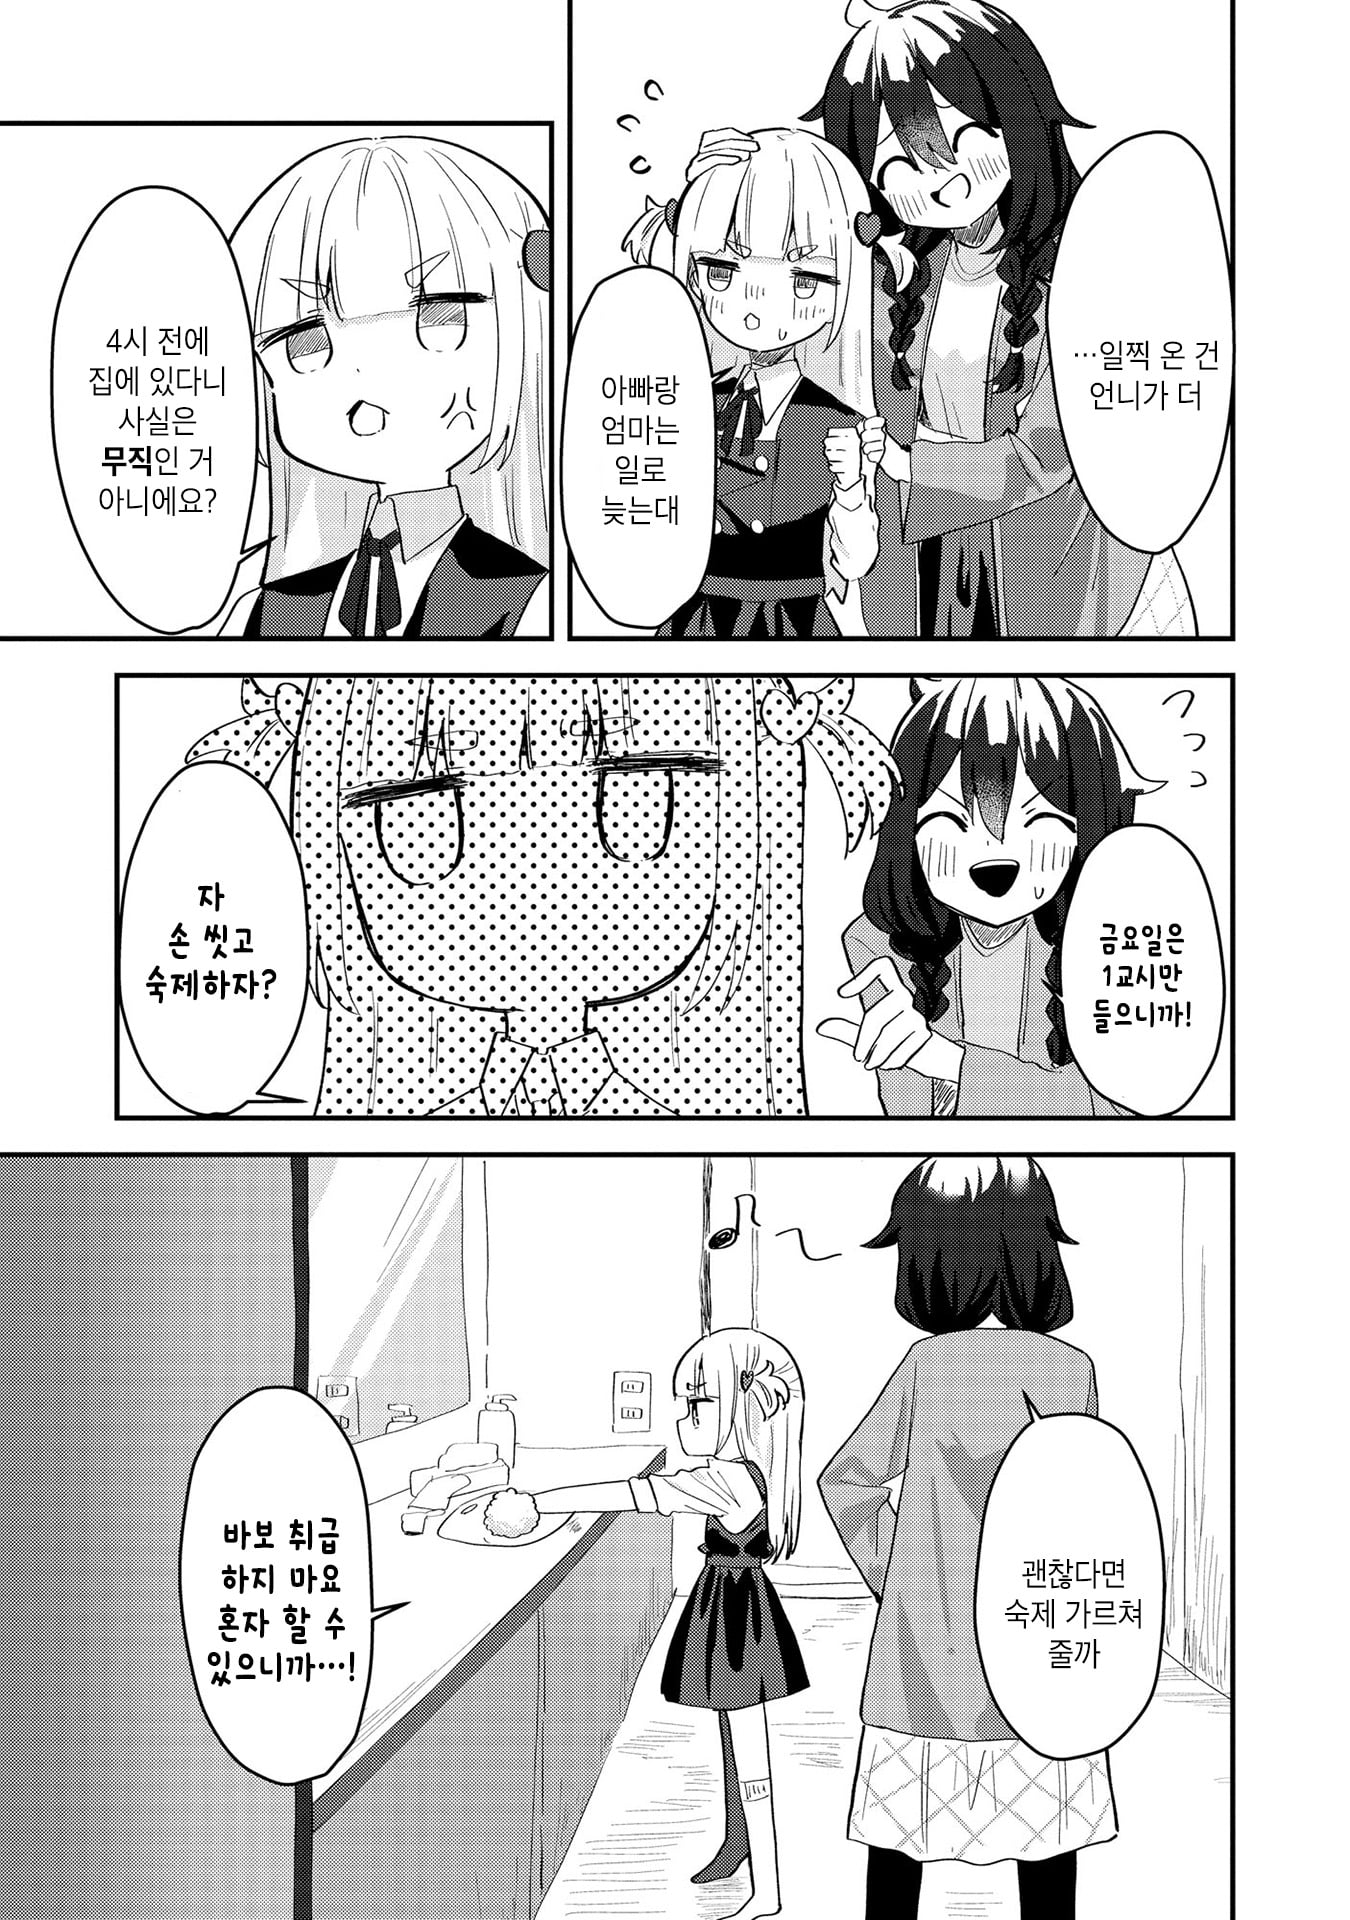 …일찍 온 건
언니가 더
아빠랑
엄마는
일로
늦는대
4시 전에
집에 있다니
사실은
무직인 거
아니에요?
금요일은
1교시만
들으니까!
자
손 씻고
숙제하자?
괜찮다면
숙제 가르쳐
줄까
바보 취급
하지 마요
혼자 할 수
있으니까…!